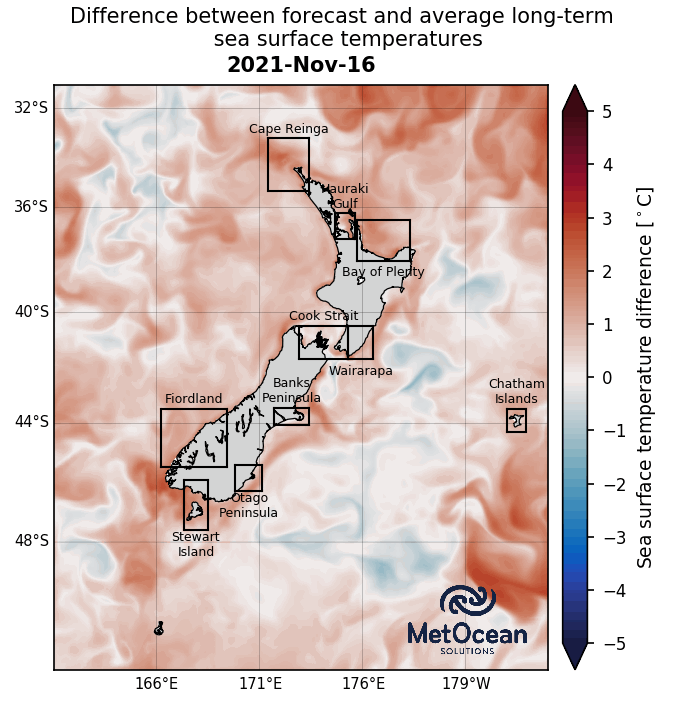 Difference between forecast and average long-term
sea surface temperatures
2021-Nov-16
32°S
36°S
40°S
44°S
48°S
Cape Reinga
Hauraki
Gulf
Bay of Plenty
Cook Strait
Wairarapa
Banks
Peninsula
Fiordland
Chatham
Islands
Otago
Peninsula
Stewart
Island
MetOcean
SOLUTIONS
166°E
171°E
176°E
179°W
5
4
3
2
1
0
−1
−2
−3
−4
−5
Sea surface temperature difference [°C]